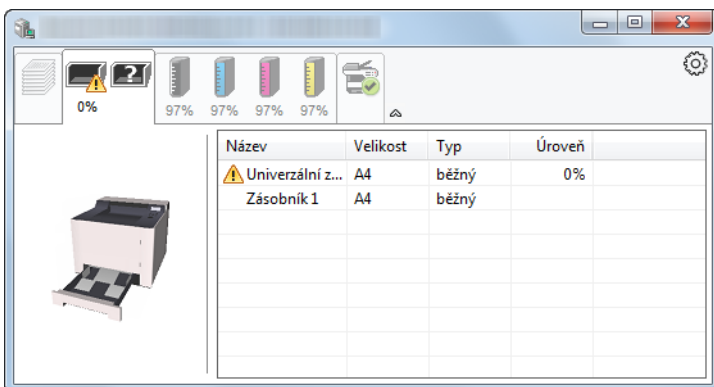 0%
97%
97%
97%
97%
Název Velikost Typ Úroveň
Univerzální z... A4 běžný 0%
Zásobník 1 A4 běžný